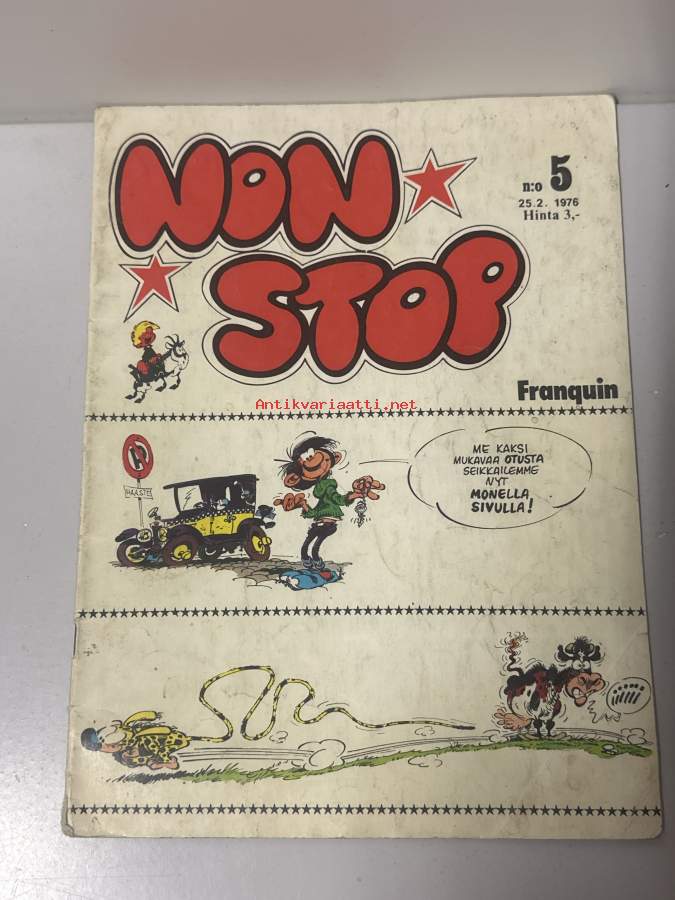 NON
STOP
n:o 5
25.2. 1976
Hinta 3,-
Franquin
Antikvariaatti.net
ME KAKSI
MUKAVAA OTUSTA
SEIKKAILEMME
NYT
MONELLA
SIVULLA!
HAASTE